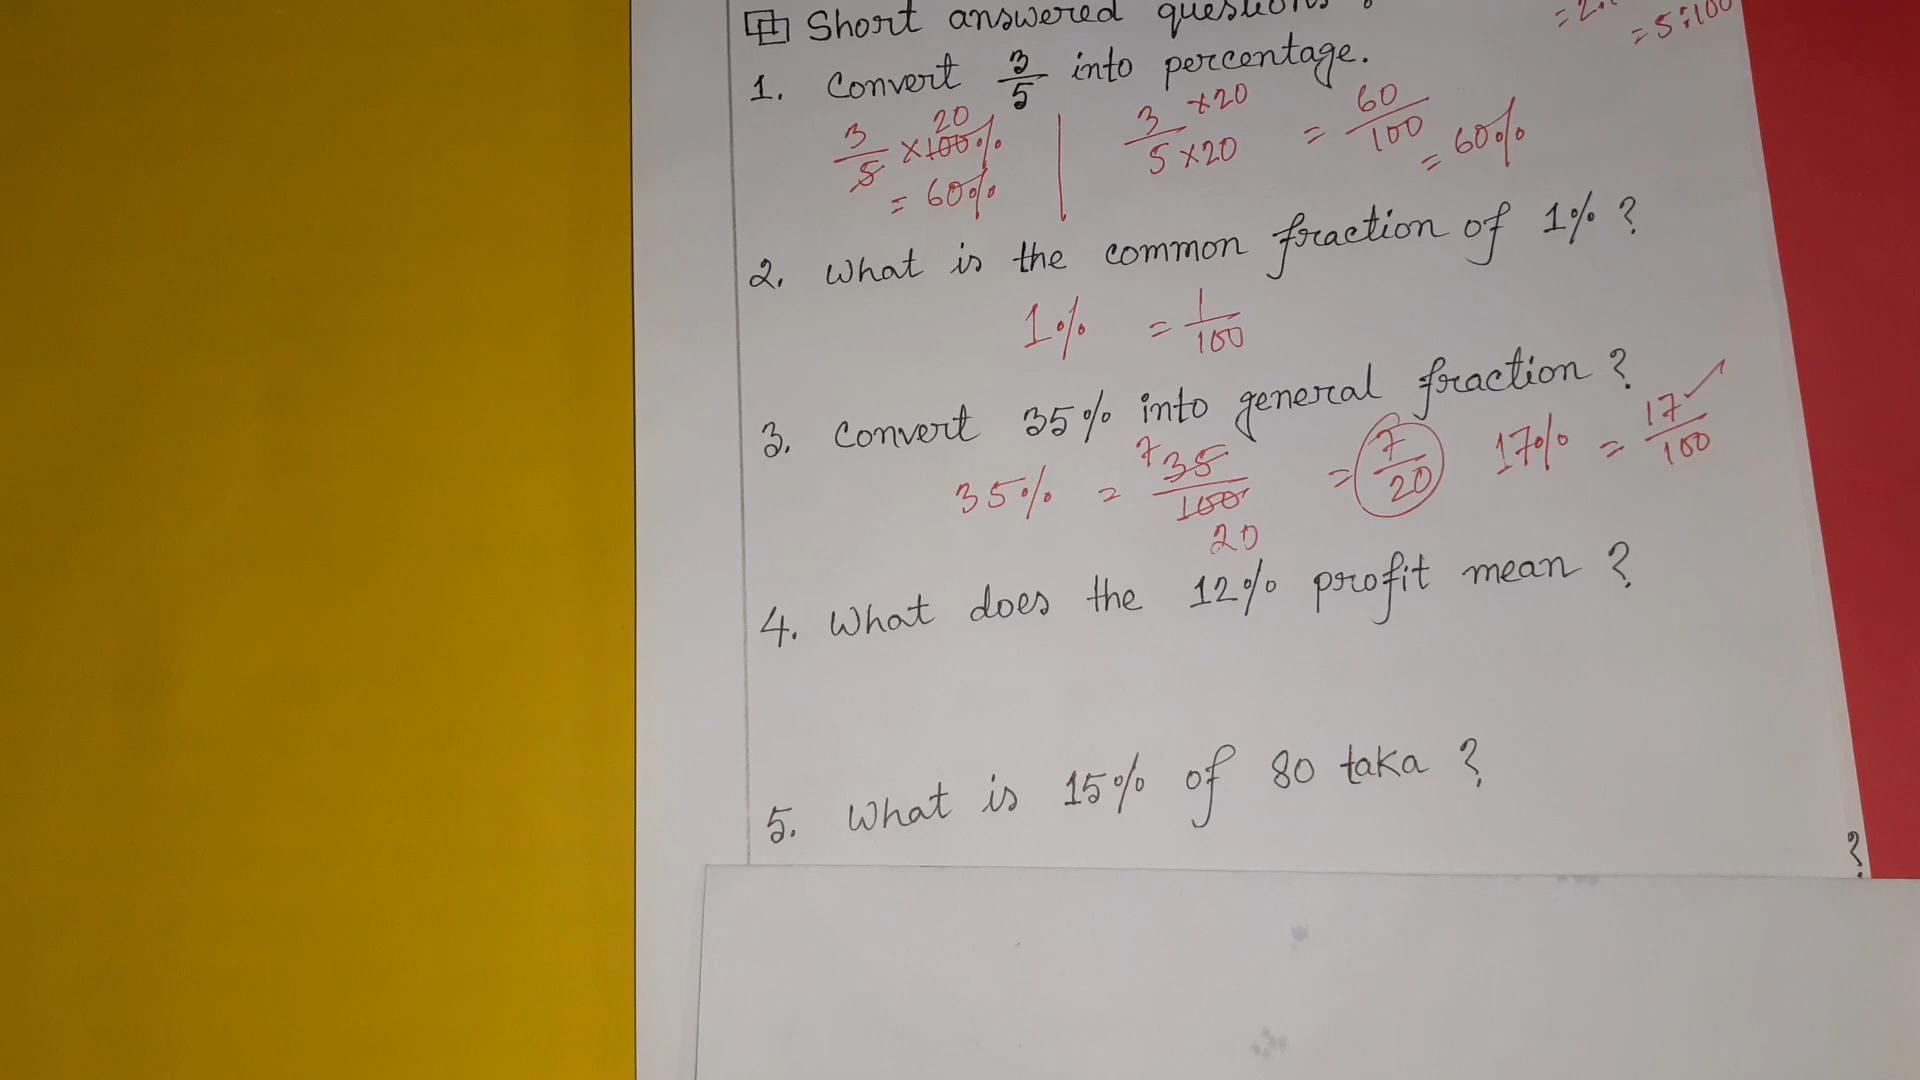 Short answered questions
= 5:100
1. Convert 3/5 into percentage.
3/5 × 100% 20 | 3 ×20 / 5 ×20 = 60/100
= 60% = 60%
2. What is the common fraction of 1% ?
1% = 1/100
3. Convert 35% into general fraction ?
35% = 7 35/100 20 = 7/20 17% = 17/100 ✓
4. What does the 12% profit mean ?
5. What is 15% of 80 taka ?
?